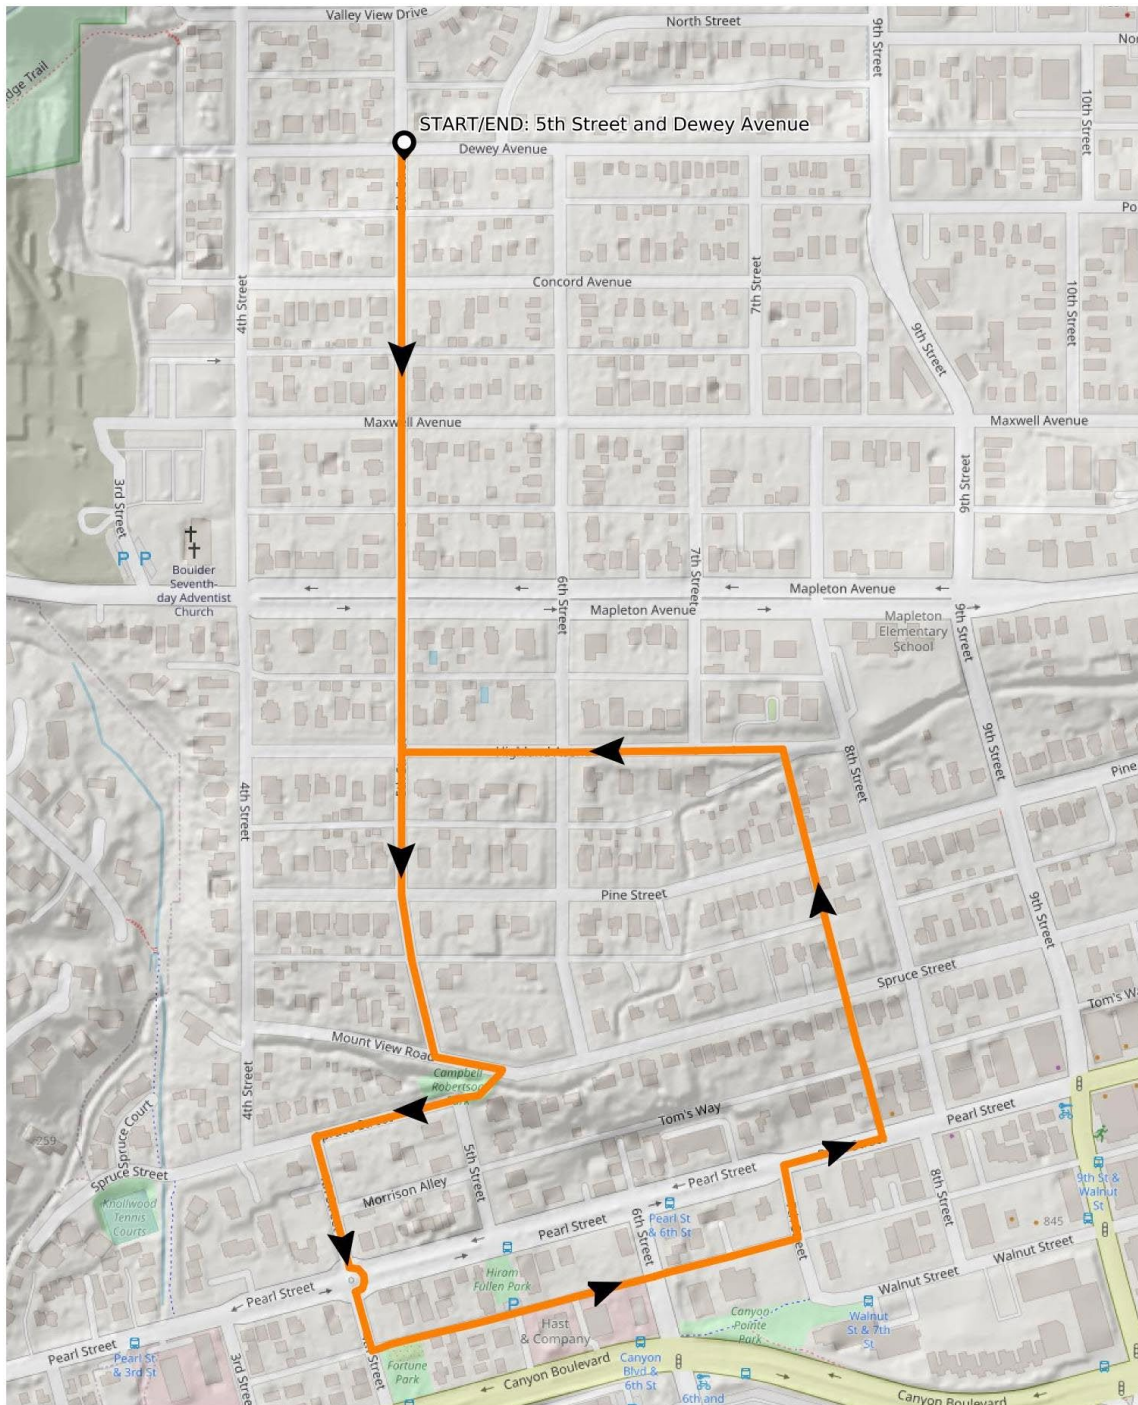 Valley View Drive
North Street
9th Street
No
dge Trail
START/END: 5th Street and Dewey Avenue
Dewey Avenue
10th Street
Po
4th Street
Concord Avenue
7th Street
10th Street
9th Street
Maxwell Avenue
Maxwell Avenue
3rd Street
9th Street
P P
Boulder
Seventh-
day Adventist
Church
7th Street
6th Street
Mapleton Avenue
Mapleton Avenue
Mapleton
Elementary
School
9th Street
9th Street
8th Street
Pine
4th Street
Pine Street
9th Street
Spruce Street
Tom's Wa
Mount View Road
Campbell
Robertson
4th Street
Tom's Way
Pearl Street
259
Spruce Court
Spruce Street
5th Street
Morrison Alley
Knollwood
Tennis
Courts
Pearl Street
8th Street
9th St &
Walnut
St
Pearl St
& 6th St
6th Street
Pearl Street
845
Walnut Street
Hiram
Fullen Park
P
Pearl Street
Walnut Street
Hast
& Company
Canyon
Pointe
Park
Walnut
St & 7th
St
Pearl Street
Pearl St
& 3rd St
3rd Street
Fortune
Park
Canyon Boulevard
Canyon
Blvd &
6th St
6th and
Canyon Boulevard